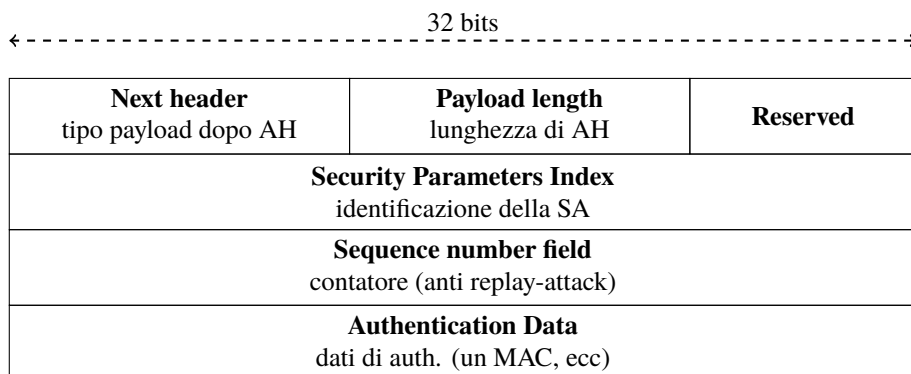 32 bits
Next header
tipo payload dopo AH
Payload length
lunghezza di AH
Reserved
Security Parameters Index
identificazione della SA
Sequence number field
contatore (anti replay-attack)
Authentication Data
dati di auth. (un MAC, ecc)